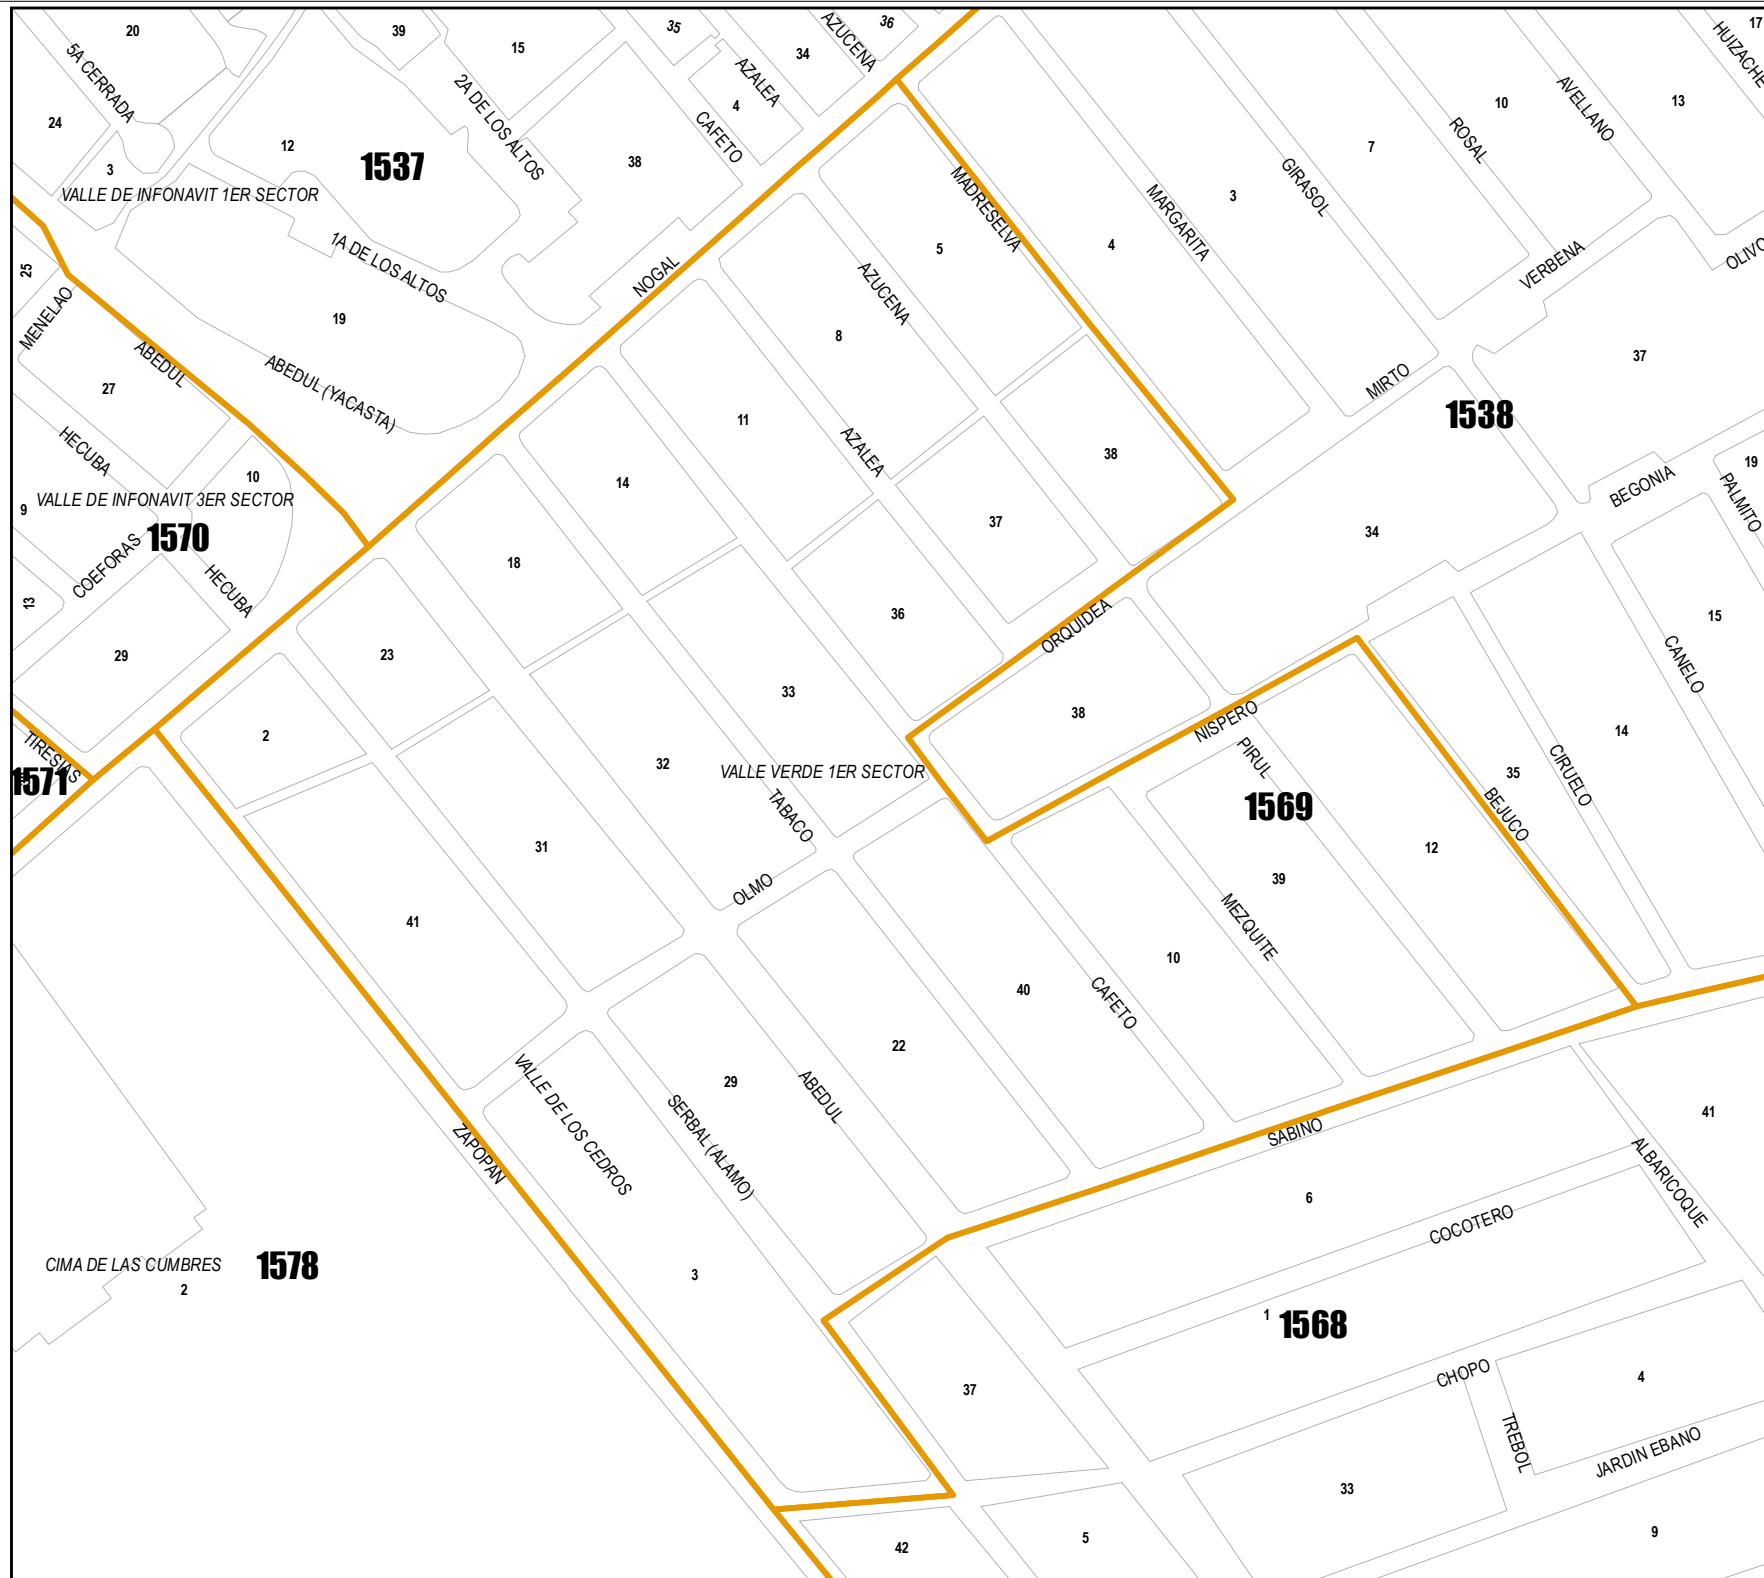 20
39
15
35
34
AZUCENA
36
17
HUIZACHE
5A CERRADA
2A DE LOS ALTOS
AZALEA
4
CAFETO
24
3
12
1537
38
10
AVELLANO
13
ROSAL
7
VALLE DE INFONAVIT 1ER SECTOR
MADRESELVA
MARGARITA
3
GIRASOL
4
5
1A DE LOS ALTOS
NOGAL
AZUCENA
VERBENA
OLIVO
25
MENELAO
19
8
ABEDUL
ABEDUL (YACASTA)
27
37
MIRTO
1538
HECUBA
11
AZALEA
38
10
14
19
PALMITO
BEGONIA
VALLE DE INFONAVIT 3ER SECTOR
9
1570
37
34
COEFORAS
HECUBA
18
13
36
ORQUIDEA
15
29
23
CANELO
33
38
NISPERO
2
PIRUL
14
TIRESIAS
1571
32
VALLE VERDE 1ER SECTOR
35
CIRUELO
TABACO
1569
BEJUCO
31
12
OLMO
39
41
MEZQUITE
10
40
CAFETO
22
29
ABEDUL
VALLE DE LOS CEDROS
SERBAL (ALAMO)
ZAPOPAN
SABINO
41
ALBARICOQUE
6
COCOTERO
CIMA DE LAS CUMBRES
1578
2
3
1
1568
37
CHOPO
4
TREBOL
JARDIN EBANO
33
42
5
9